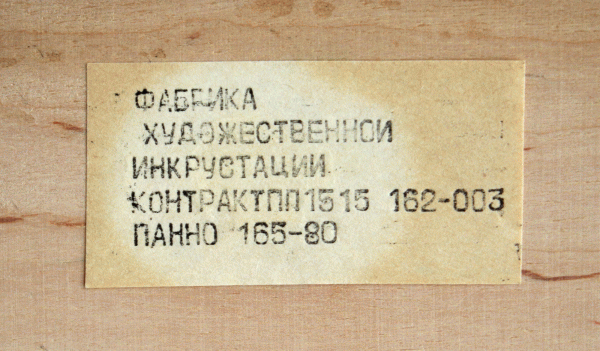 ФАБРИКА
ХУДОЖЕСТВЕННОЙ
ИНКРУСТАЦИИ
КОНТРАКТПП1515 162-003
ПАННО 165-80